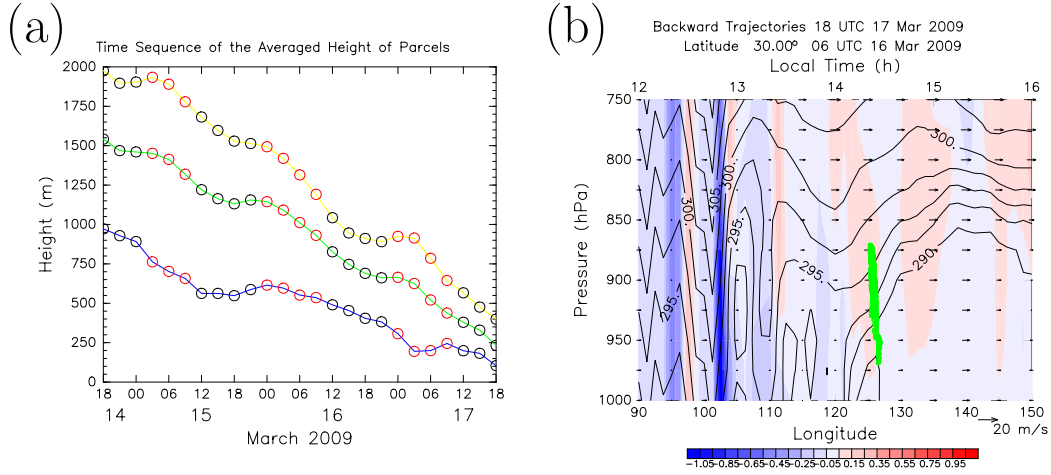 (a)
Time Sequence of the Averaged Height of Parcels
Height (m)
2000
1750
1500
1250
1000
750
500
250
0
18 00 06 12 18 00 06 12 18 00 06 12 18
14 15 16 17
March 2009
(b)
Backward Trajectories 18 UTC 17 Mar 2009
Latitude 30.00° 06 UTC 16 Mar 2009
Local Time (h)
12 13 14 15 16
Pressure (hPa)
750
800
850
900
950
1000
300.
305.
300.
295.
295.
295.
300.
290.
90 100 110 120 130 140 150
Longitude
20 m/s
-1.05 -0.85 -0.65 -0.45 -0.25 -0.05 0.15 0.35 0.55 0.75 0.95